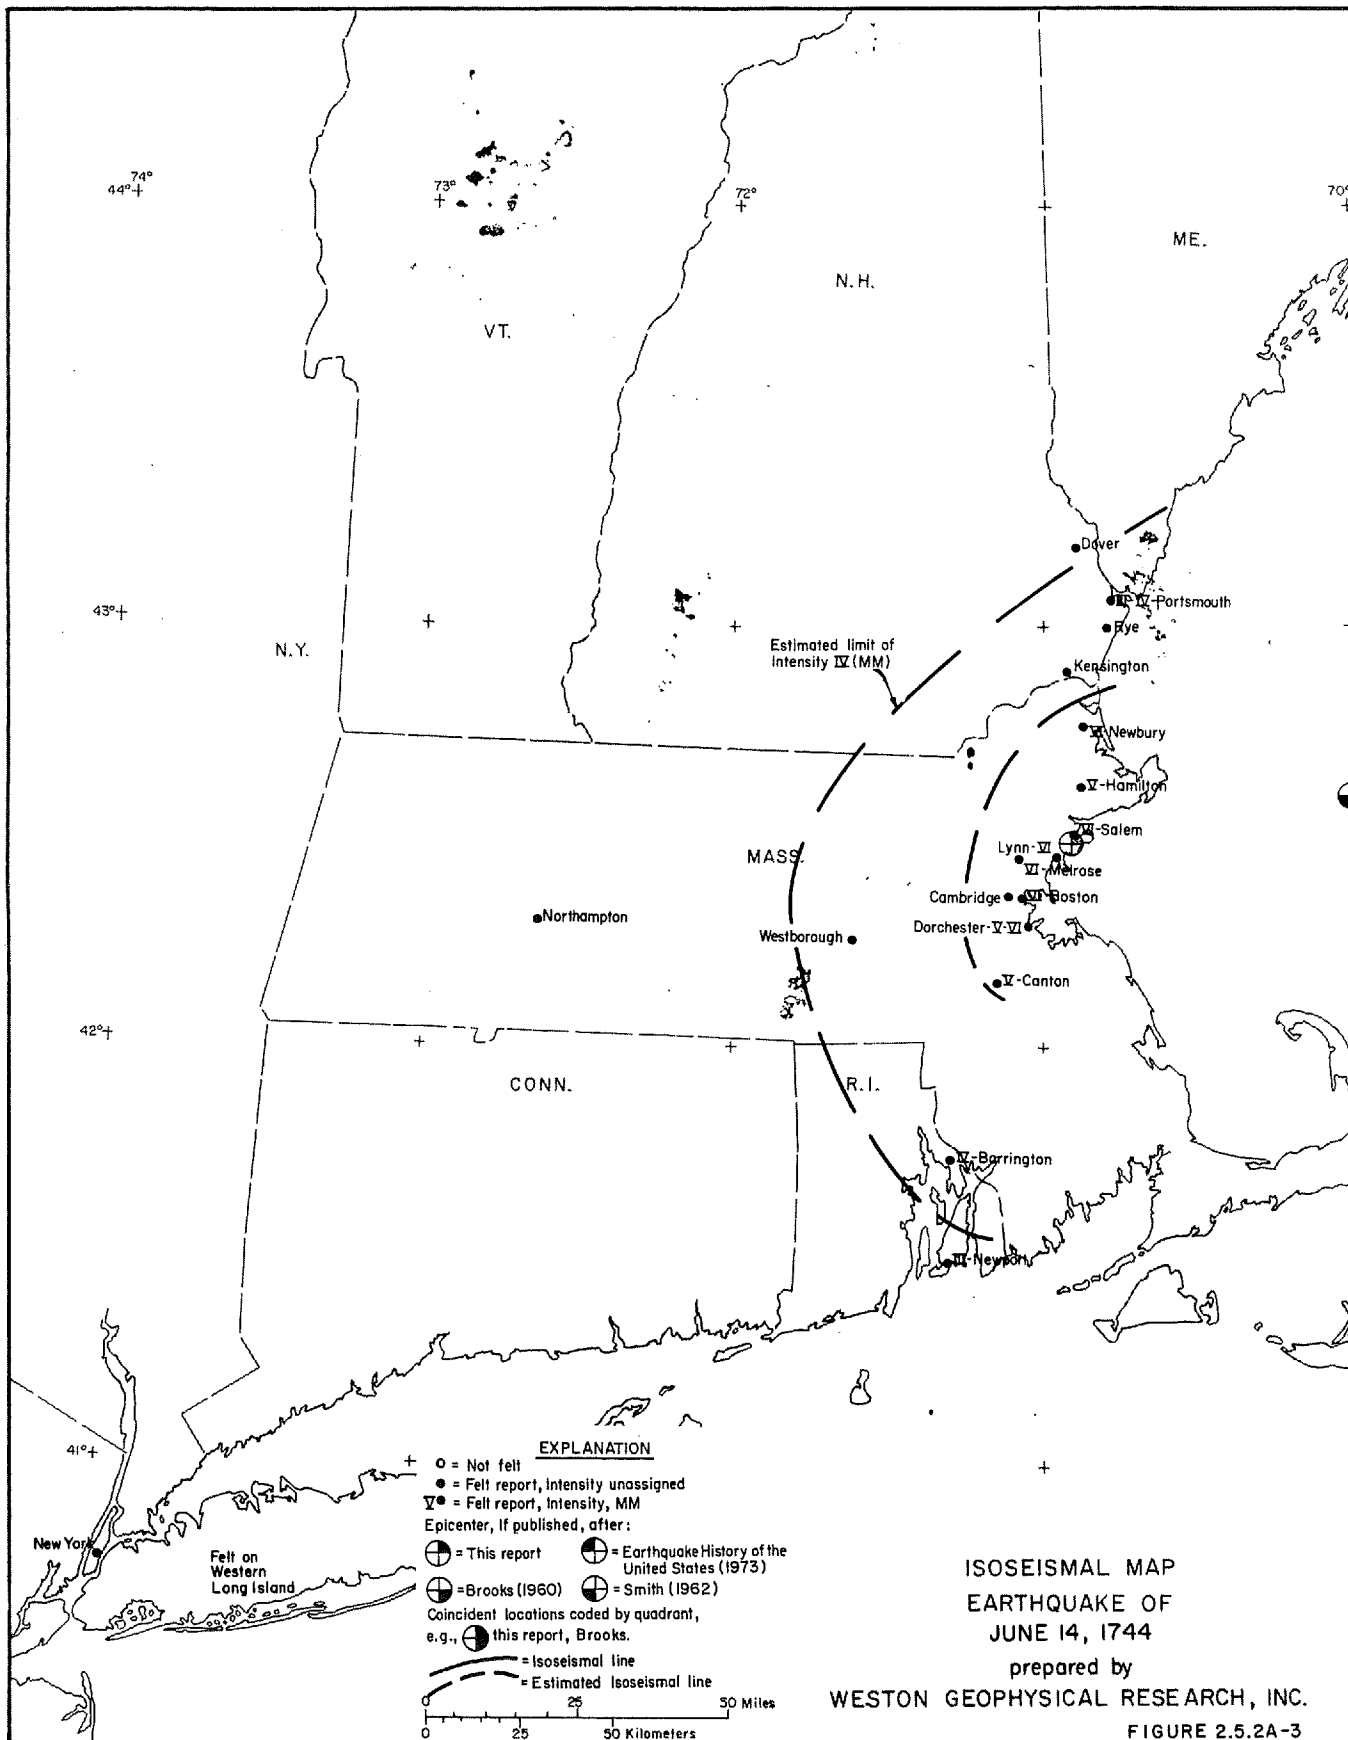 74°
44°
73°
72°
70°
ME.
N.H.
VT.
Dover
43°
III-IV-Portsmouth
Rye
Estimated limit of
Intensity IV (MM)
N.Y.
Kensington
VI-Newbury
V-Hamilton
VI-Salem
Lynn-VI
MASS.
VI-Melrose
Cambridge
VI-Boston
Northampton
Dorchester-V-VI
Westborough
V-Canton
42°
CONN.
R.I.
IV-Barrington
III-Newport
41°
New York
Felt on
Western
Long Island
EXPLANATION
= Not felt
= Felt report, Intensity unassigned
V = Felt report, Intensity, MM
Epicenter, If published, after:
= This report
= Earthquake History of the
United States (1973)
= Brooks (1960)
= Smith (1962)
Coincident locations coded by quadrant,
e.g., this report, Brooks.
= Isoseismal line
= Estimated Isoseismal line
0 25 50 Miles
0 25 50 Kilometers
ISOSEISMAL MAP
EARTHQUAKE OF
JUNE 14, 1744
prepared by
WESTON GEOPHYSICAL RESEARCH, INC.
FIGURE 2.5.2A-3